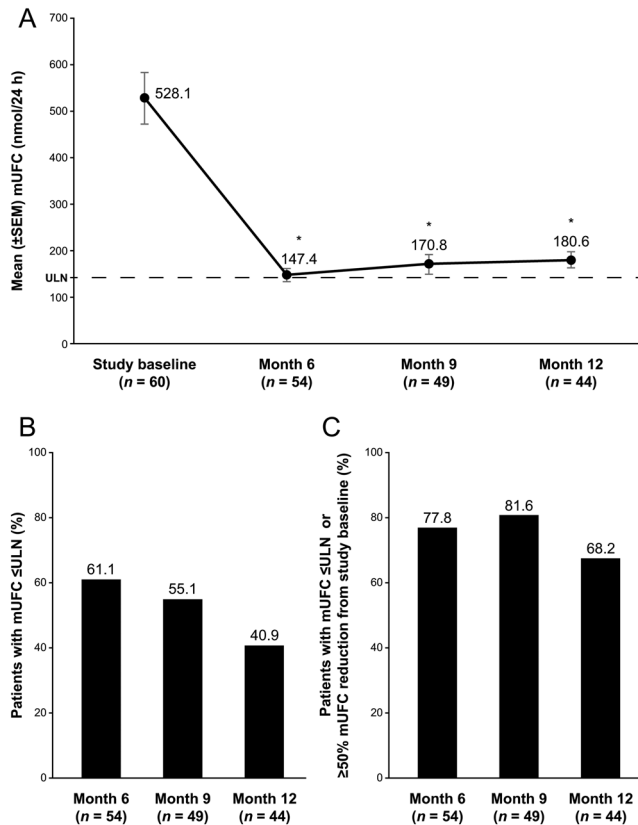 A
Mean (±SEM) mUFC (nmol/24 h)
700
600
500
400
300
200
ULN
100
0
528.1
*
147.4
*
170.8
*
180.6
Study baseline
(n = 60)
Month 6
(n = 54)
Month 9
(n = 49)
Month 12
(n = 44)
B
Patients with mUFC ≤ULN (%)
100
80
60
40
20
0
61.1
55.1
40.9
Month 6
(n = 54)
Month 9
(n = 49)
Month 12
(n = 44)
C
Patients with mUFC ≤ULN or
≥50% mUFC reduction from study baseline (%)
100
80
60
40
20
0
77.8
81.6
68.2
Month 6
(n = 54)
Month 9
(n = 49)
Month 12
(n = 44)